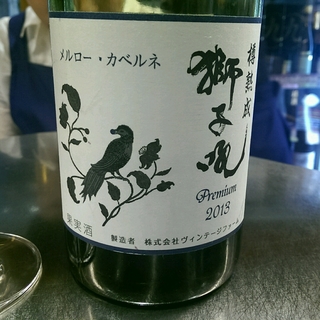 メルロー・カベルネ
樽熟成
獅子吼
Premium
2013
果実酒
製造者 株式会社ヴィンテージファーム